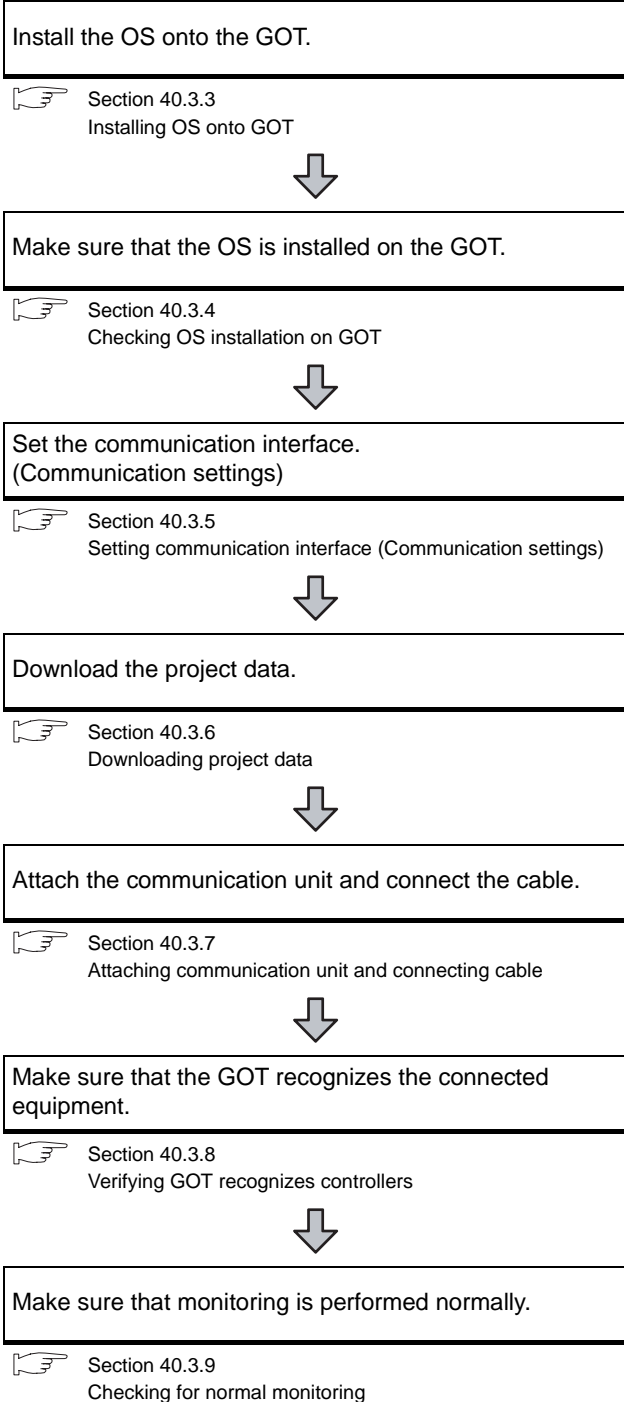 Install the OS onto the GOT.
Section 40.3.3
Installing OS onto GOT
Make sure that the OS is installed on the GOT.
Section 40.3.4
Checking OS installation on GOT
Set the communication interface.
(Communication settings)
Section 40.3.5
Setting communication interface (Communication settings)
Download the project data.
Section 40.3.6
Downloading project data
Attach the communication unit and connect the cable.
Section 40.3.7
Attaching communication unit and connecting cable
Make sure that the GOT recognizes the connected
equipment.
Section 40.3.8
Verifying GOT recognizes controllers
Make sure that monitoring is performed normally.
Section 40.3.9
Checking for normal monitoring